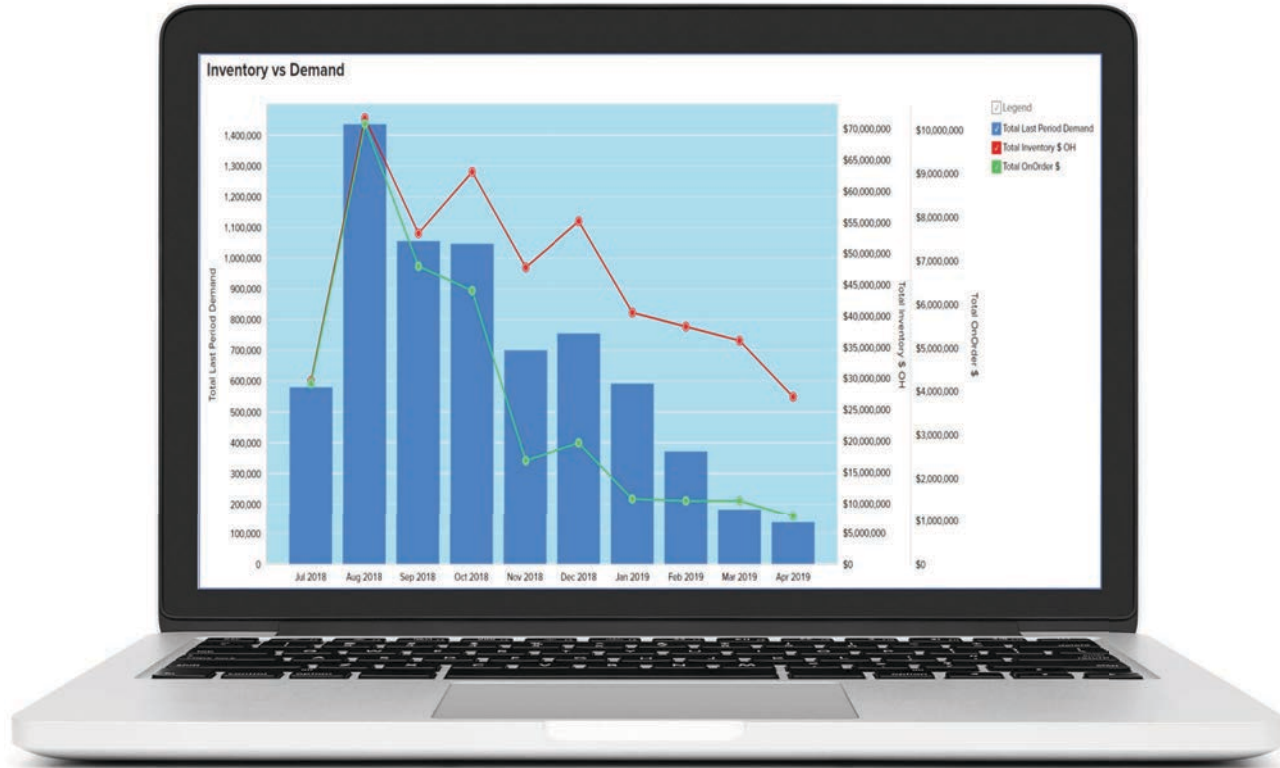 Inventory vs Demand
Legend
Total Last Period Demand
Total Inventory $ OH
Total OnOrder $
Total Last Period Demand
1,400,000
1,300,000
1,200,000
1,100,000
1,000,000
900,000
800,000
700,000
600,000
500,000
400,000
300,000
200,000
100,000
0
Jul 2018
Aug 2018
Sep 2018
Oct 2018
Nov 2018
Dec 2018
Jan 2019
Feb 2019
Mar 2019
Apr 2019
$70,000,000
$65,000,000
$60,000,000
$55,000,000
$50,000,000
$45,000,000
$40,000,000
$35,000,000
$30,000,000
$25,000,000
$20,000,000
$15,000,000
$10,000,000
$5,000,000
$0
Total Inventory $ OH
$10,000,000
$9,000,000
$8,000,000
$7,000,000
$6,000,000
$5,000,000
$4,000,000
$3,000,000
$2,000,000
$1,000,000
$0
Total OnOrder $
control
option
option